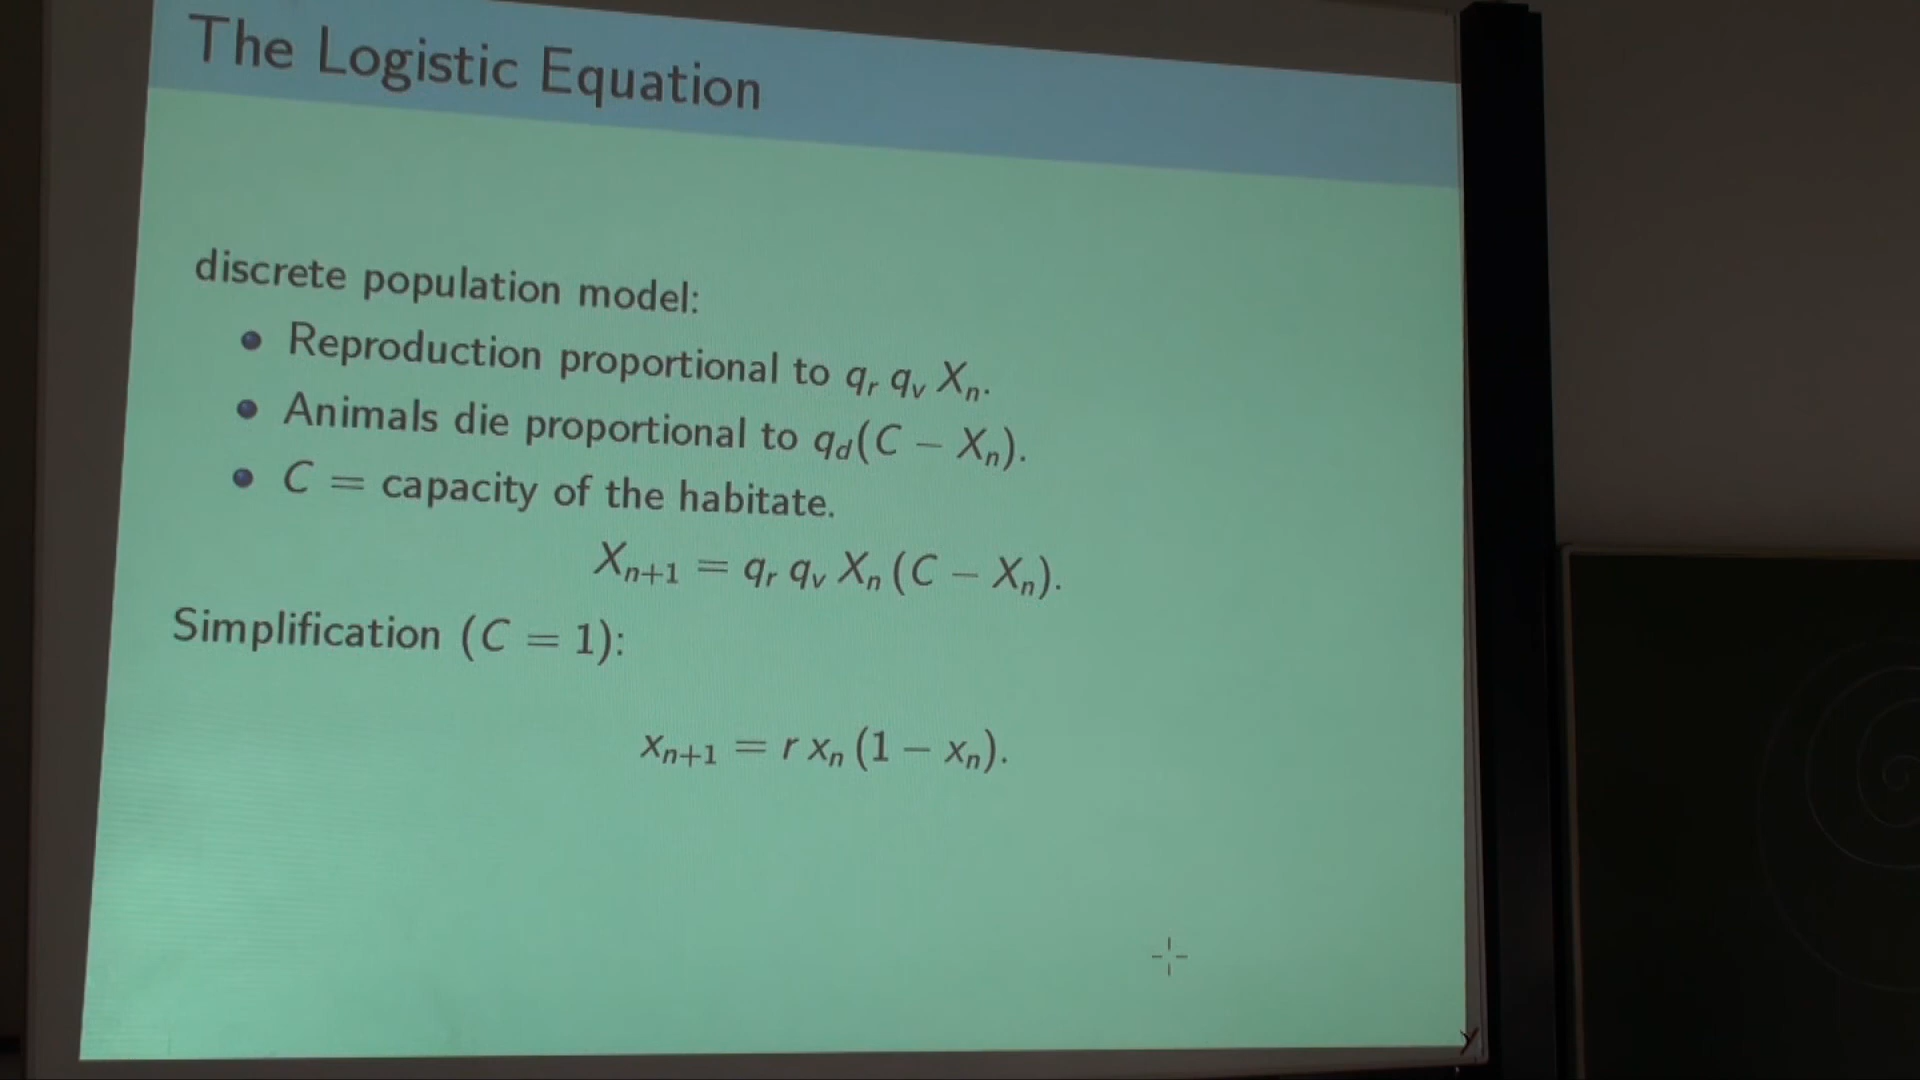 The Logistic Equation
discrete population model:
• Reproduction proportional to q_r q_v X_n.
• Animals die proportional to q_d(C − X_n).
• C = capacity of the habitate.
X_{n+1} = q_r q_v X_n (C − X_n).
Simplification (C = 1):
x_{n+1} = r x_n (1 − x_n).